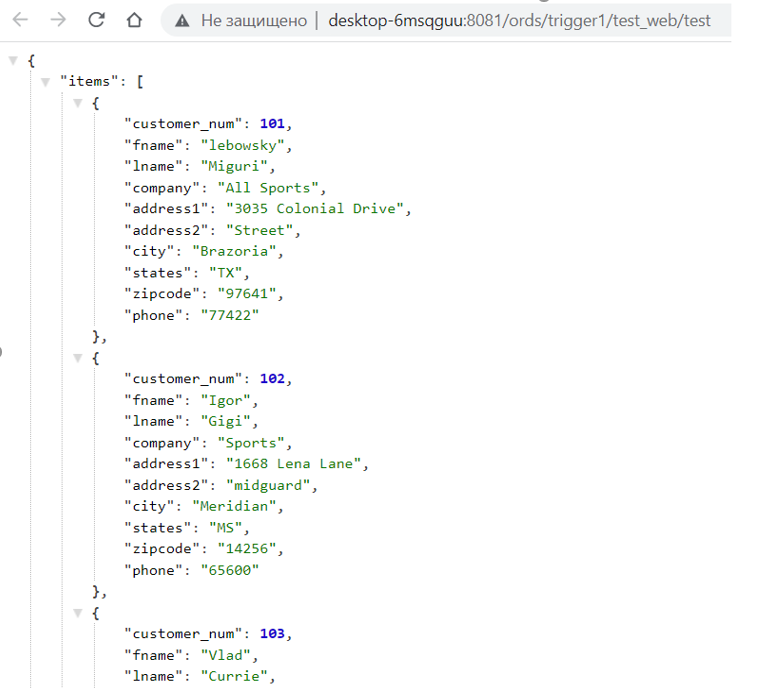 Не защищено | desktop-6msqguu:8081/ords/trigger1/test_web/test
{
"items": [
{
"customer_num": 101,
"fname": "lebowsky",
"lname": "Miguri",
"company": "All Sports",
"address1": "3035 Colonial Drive",
"address2": "Street",
"city": "Brazoria",
"states": "TX",
"zipcode": "97641",
"phone": "77422"
},
{
"customer_num": 102,
"fname": "Igor",
"lname": "Gigi",
"company": "Sports",
"address1": "1668 Lena Lane",
"address2": "midguard",
"city": "Meridian",
"states": "MS",
"zipcode": "14256",
"phone": "65600"
},
{
"customer_num": 103,
"fname": "Vlad",
"lname": "Currie",